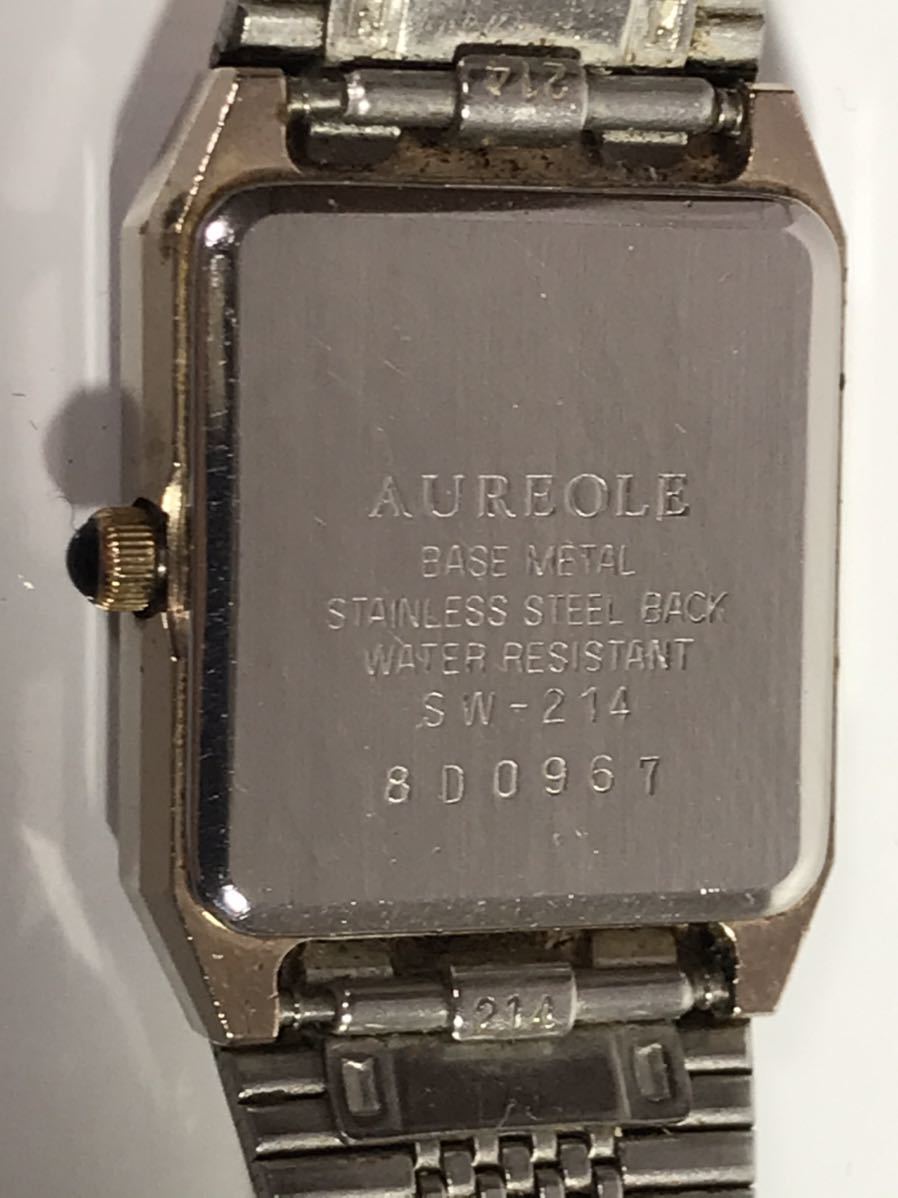 214
AUREOLE
BASE METAL
STAINLESS STEEL BACK
WATER RESISTANT
SW-214
8D0967
214